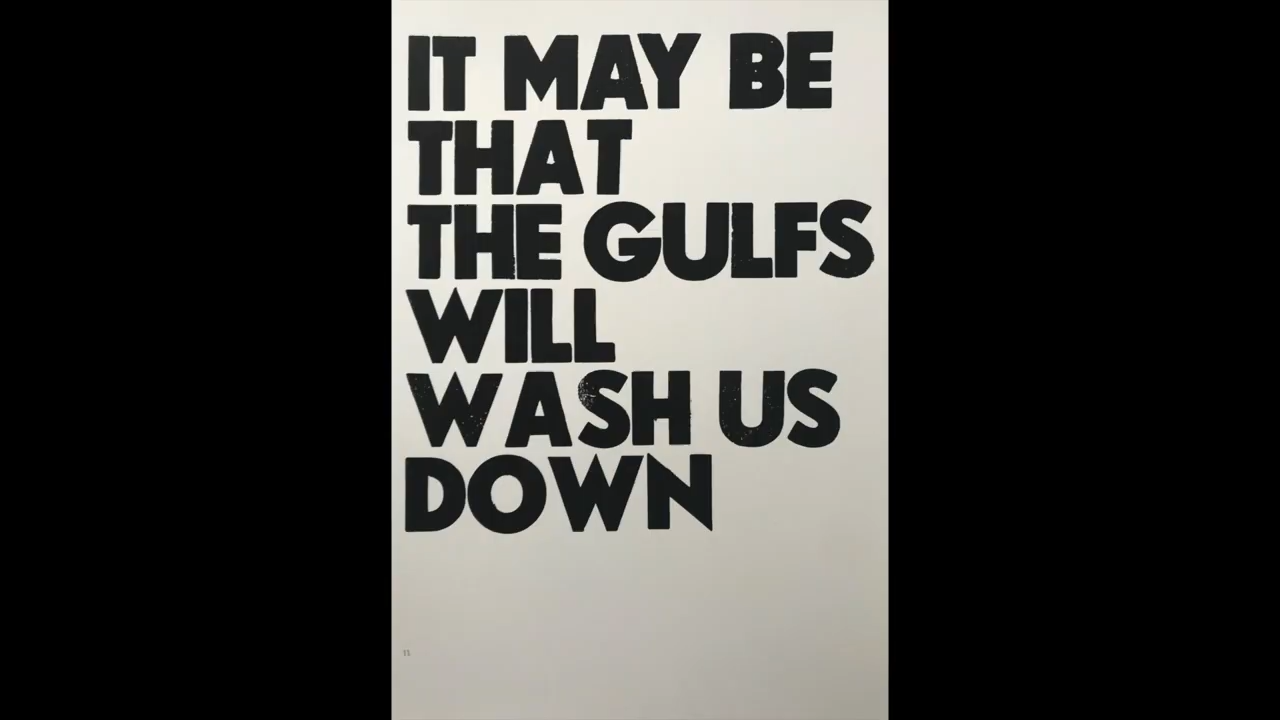 IT MAY BE
THAT
THE GULFS
WILL
WASH US
DOWN